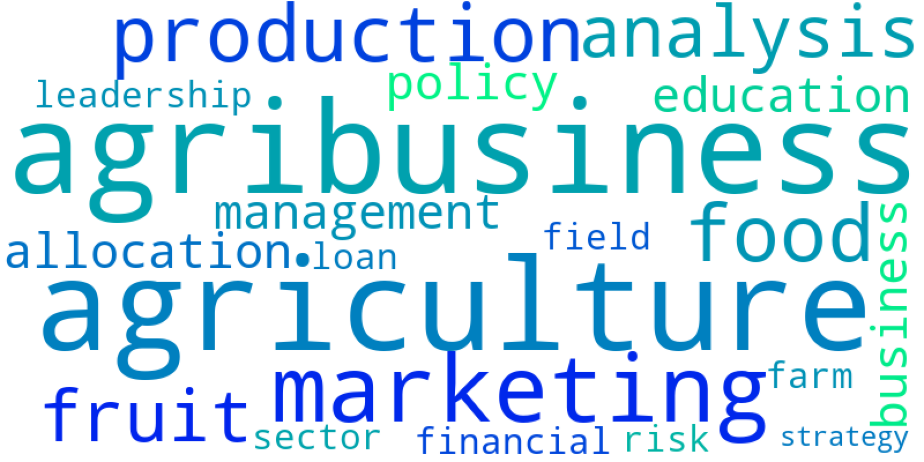 production analysis
leadership policy education
agribusiness
management food
allocation loan field
business
agriculture
marketing farm
fruit
sector financial risk strategy